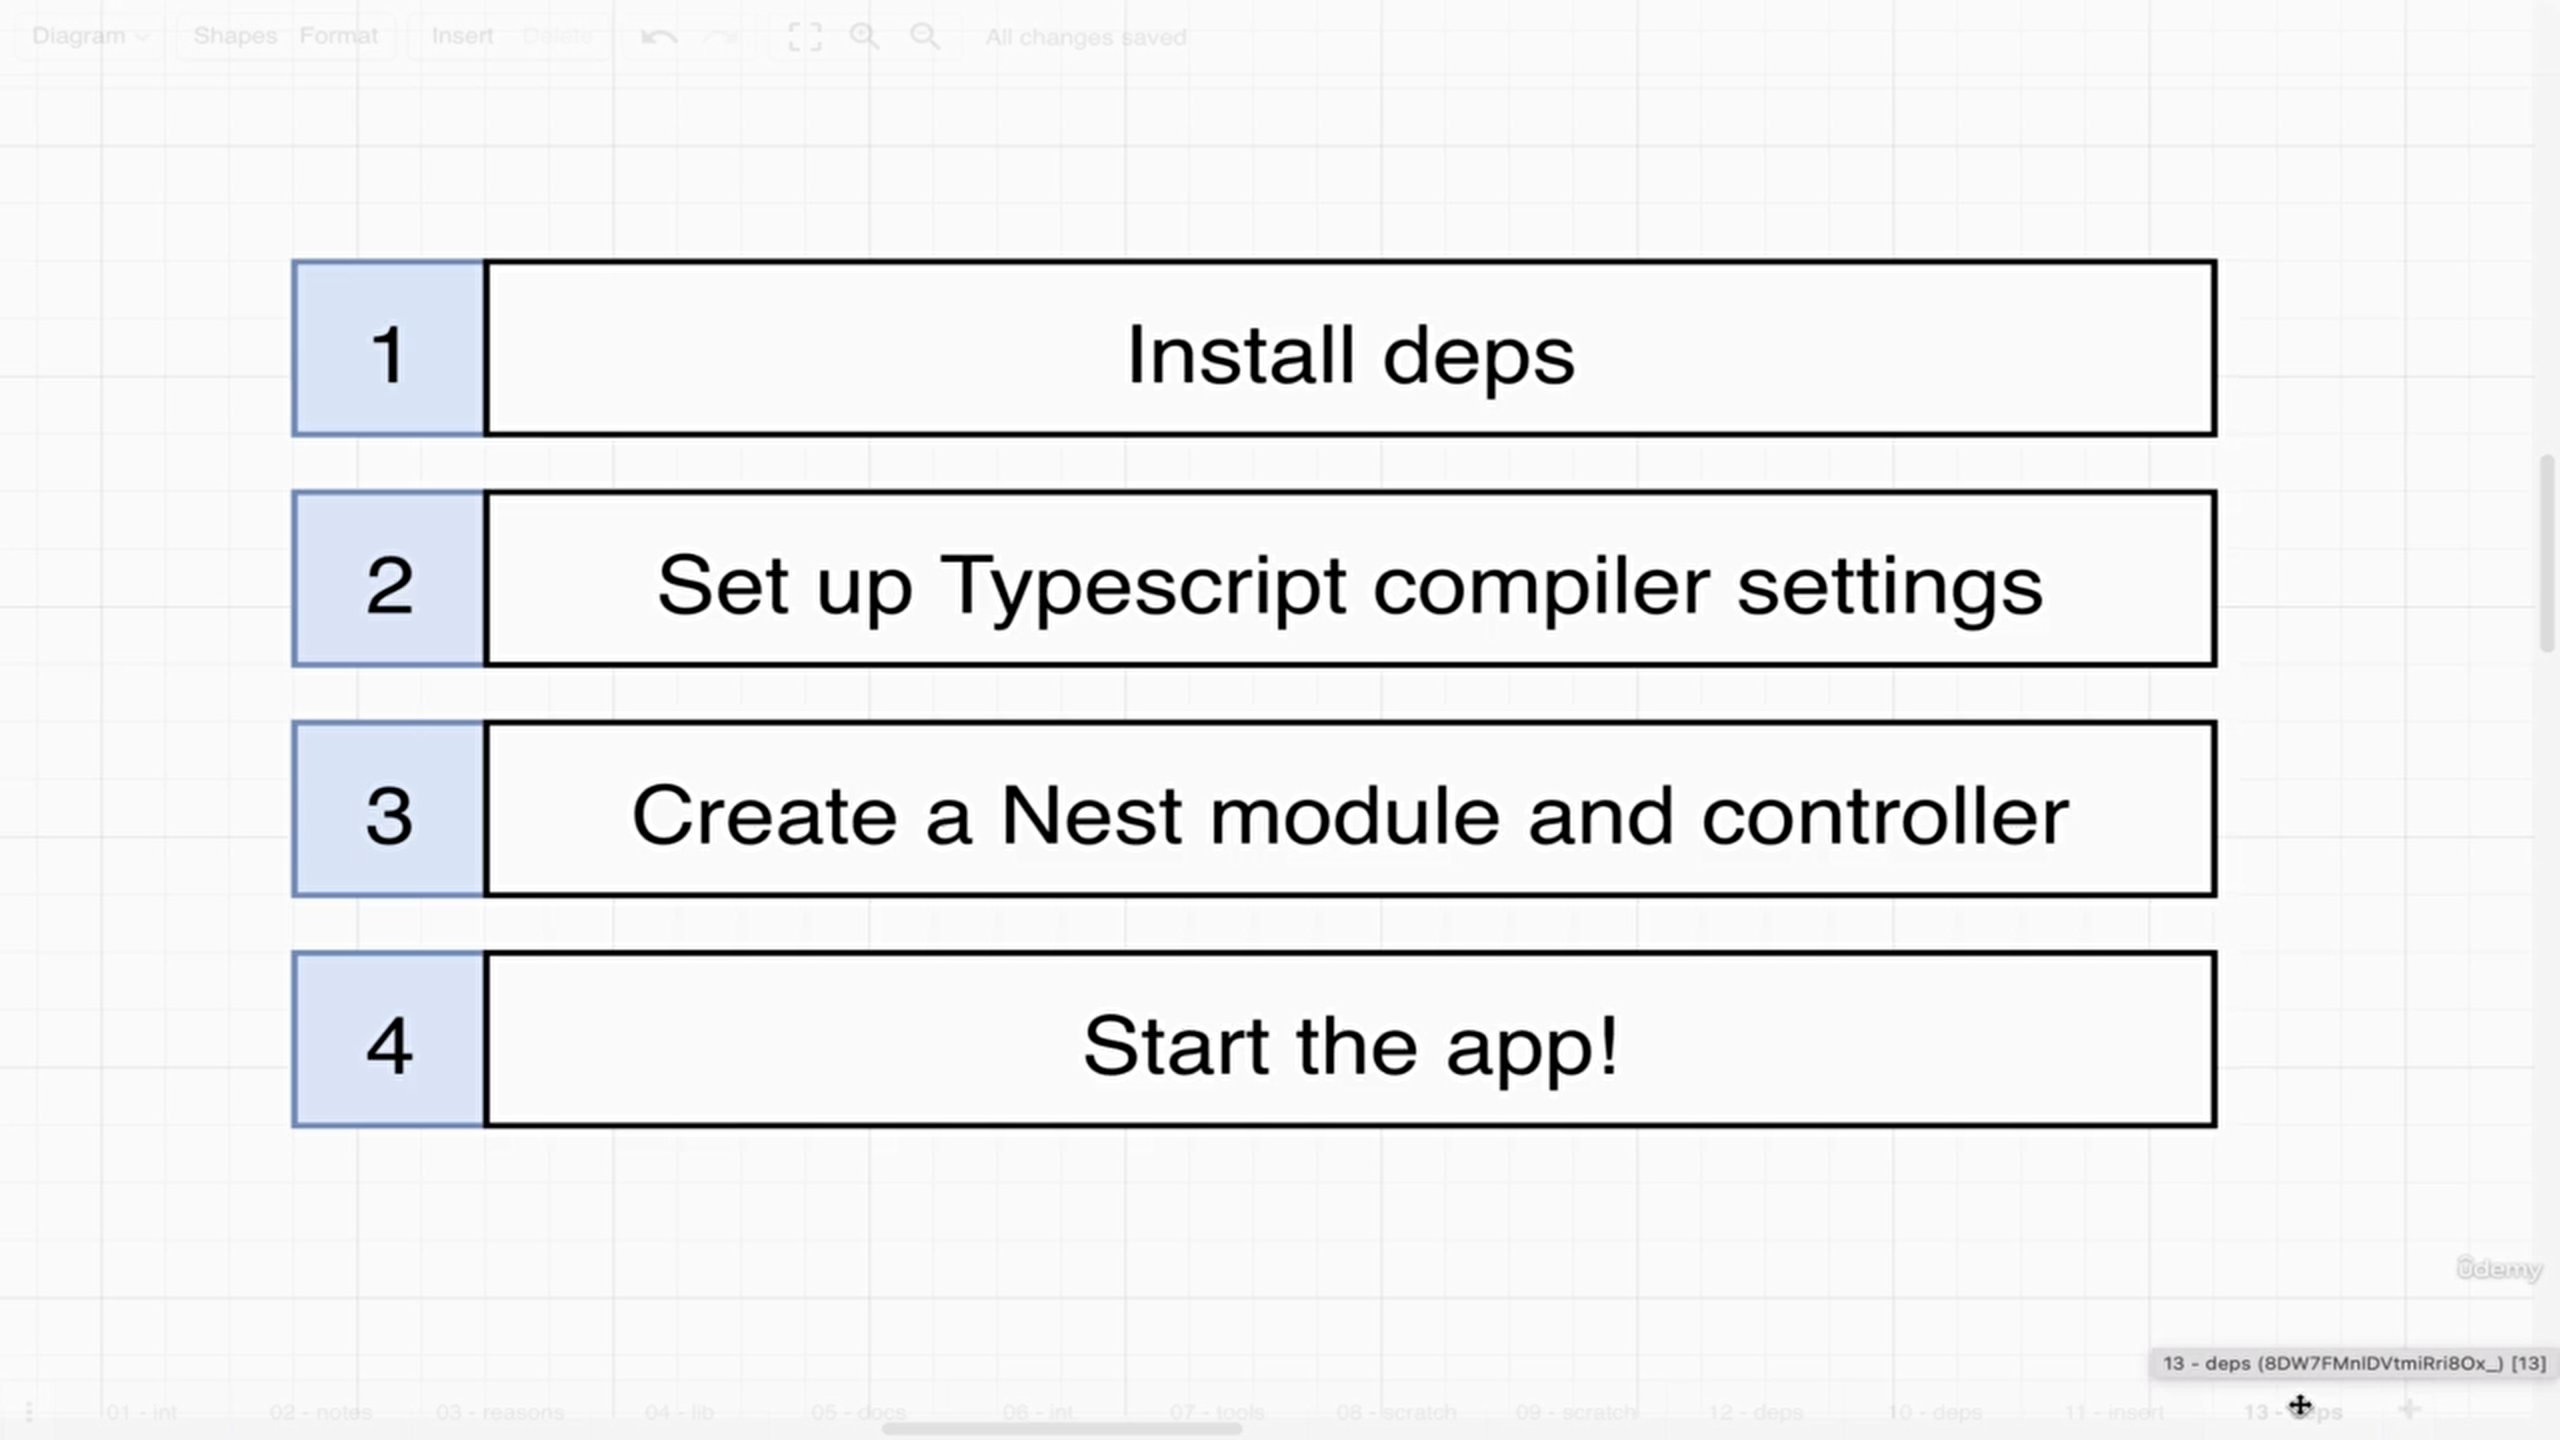 Diagram
Shapes Format
Insert Delete
All changes saved
1 Install deps
2 Set up Typescript compiler settings
3 Create a Nest module and controller
4 Start the app!
ûdemy
13 - deps (8DW7FMnlDVtmiRri8Ox_) [13]
01 - int 02 - notes 03 - reasons 04 - lib 05 - docs 06 - int 07 - tools 08 - scratch 09 - scratch 12 - deps 10 - deps 11 - insert 13 - deps